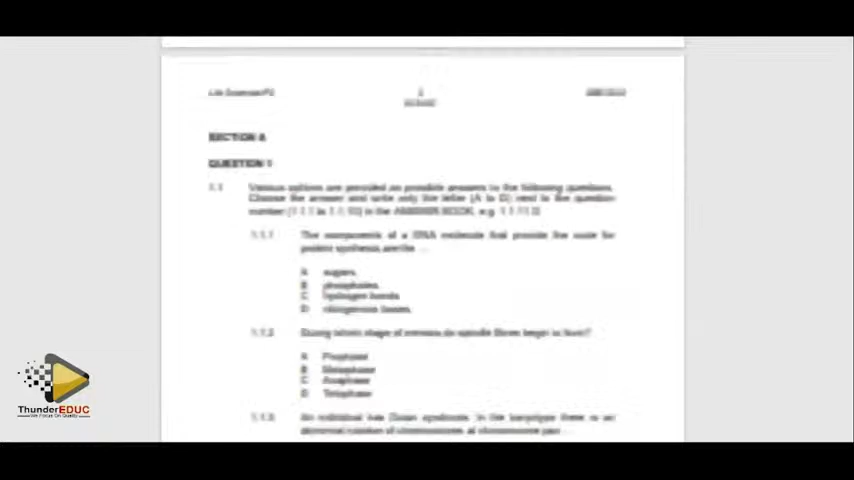 SECTION A
QUESTION 1
1.1 Various options are provided as possible answers to the following questions.
Choose the answer and write only the letter (A to D) next to the question
number (1.1.1 to 1.1.10) in the ANSWER BOOK, e.g. 1.1.11 D
1.1.1 The components of a DNA molecule that provide the code for
protein synthesis are the ...
A sugars.
B phosphates.
C hydrogen bonds.
D nitrogenous bases.
1.1.2 During which stage of meiosis do spindle fibres begin to form?
A Prophase
B Metaphase
C Anaphase
D Telophase
1.1.3 An individual has Down syndrome. In the karyotype there is an
abnormal number of chromosomes at chromosome pair
ThunderEDUC
We Focus On Quality